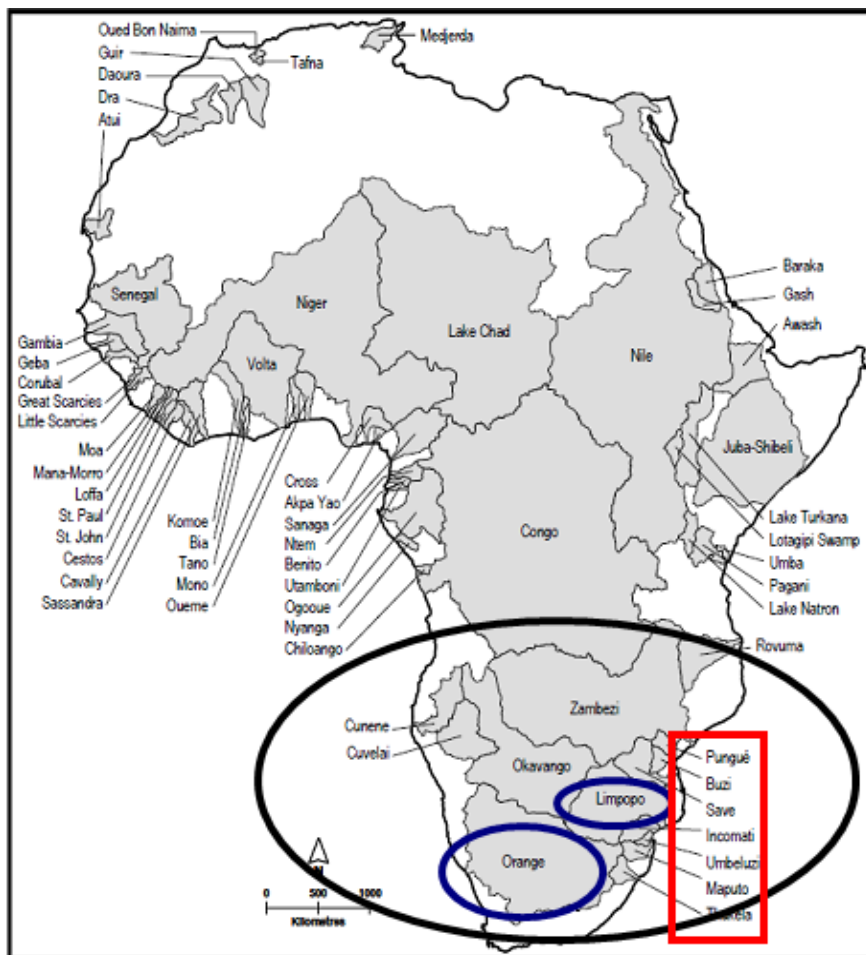 Oued Bon Naima
Guir
Daoura
Dra
Atui
Tafna
Medjerda
Senegal
Niger
Lake Chad
Nile
Volta
Baraka
Gash
Awash
Juba-Shibeli
Gambia
Geba
Corubal
Great Scarcies
Little Scarcies
Moa
Mana-Morro
Loffa
St. Paul
St. John
Cestos
Cavally
Sassandra
Komoe
Bia
Tano
Mono
Oueme
Cross
Akpa Yao
Sanaga
Ntem
Benito
Utamboni
Ogooue
Nyanga
Chiloango
Congo
Lake Turkana
Lotagipi Swamp
Umba
Pagani
Lake Natron
Rovuma
Zambezi
Cunene
Cuvelai
Okavango
Limpopo
Orange
Pungué
Buzi
Save
Incomati
Umbeluzi
Maputo
Thukela
N
0 500 1000
Kilometres